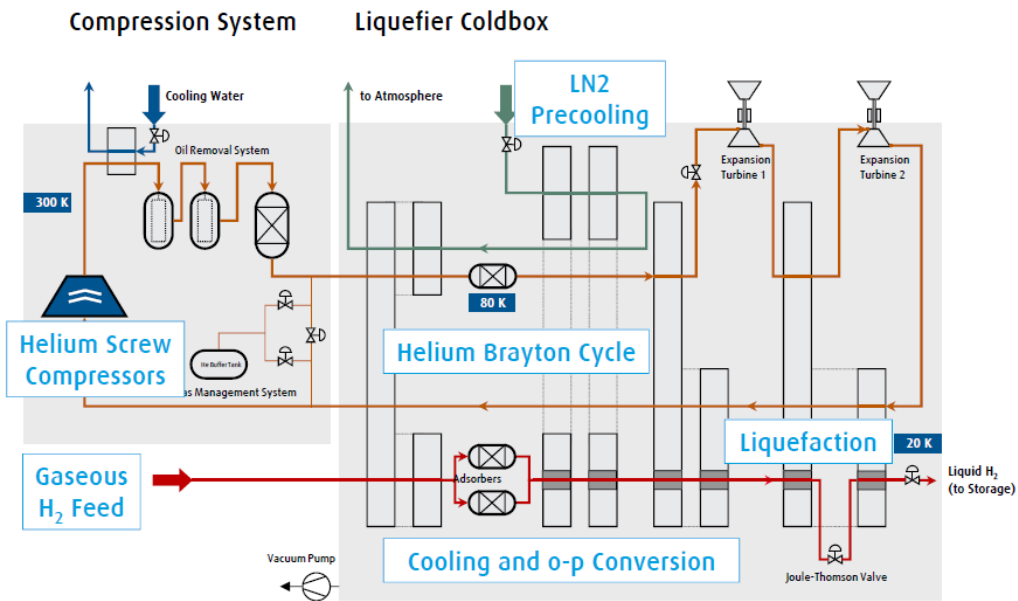 Compression System
Liquefier Coldbox
Cooling Water
to Atmosphere
LN2
Precooling
Oil Removal System
Expansion
Turbine 1
Expansion
Turbine 2
300 K
80 K
Helium Screw
Compressors
He Buffer Tank
as Management System
Helium Brayton Cycle
Liquefaction
20 K
Gaseous
H₂ Feed
Adsorbers
Liquid H₂
(to Storage)
Cooling and o-p Conversion
Vacuum Pump
Joule-Thomson Valve